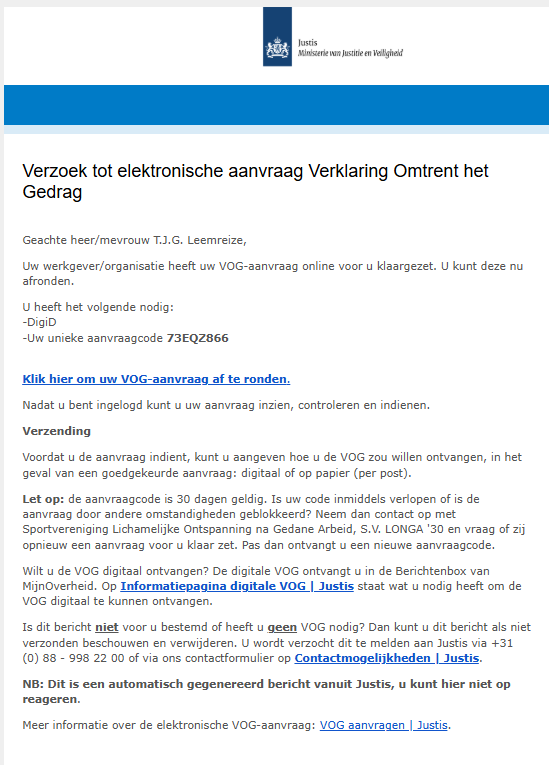 Justis
Ministerie van Justitie en Veiligheid
Verzoek tot elektronische aanvraag Verklaring Omtrent het
Gedrag
Geachte heer/mevrouw T.J.G. Leemreize,
Uw werkgever/organisatie heeft uw VOG-aanvraag online voor u klaargezet. U kunt deze nu
afronden.
U heeft het volgende nodig:
-DigiD
-Uw unieke aanvraagcode 73EQZ866
Klik hier om uw VOG-aanvraag af te ronden.
Nadat u bent ingelogd kunt u uw aanvraag inzien, controleren en indienen.
Verzending
Voordat u de aanvraag indient, kunt u aangeven hoe u de VOG zou willen ontvangen, in het
geval van een goedgekeurde aanvraag: digitaal of op papier (per post).
Let op: de aanvraagcode is 30 dagen geldig. Is uw code inmiddels verlopen of is de
aanvraag door andere omstandigheden geblokkeerd? Neem dan contact op met
Sportvereniging Lichamelijke Ontspanning na Gedane Arbeid, S.V. LONGA '30 en vraag of zij
opnieuw een aanvraag voor u klaar zet. Pas dan ontvangt u een nieuwe aanvraagcode.
Wilt u de VOG digitaal ontvangen? De digitale VOG ontvangt u in de Berichtenbox van
MijnOverheid. Op Informatiepagina digitale VOG | Justis staat wat u nodig heeft om de
VOG digitaal te kunnen ontvangen.
Is dit bericht niet voor u bestemd of heeft u geen VOG nodig? Dan kunt u dit bericht als niet
verzonden beschouwen en verwijderen. U wordt verzocht dit te melden aan Justis via +31
(0) 88 - 998 22 00 of via ons contactformulier op Contactmogelijkheden | Justis.
NB: Dit is een automatisch gegenereerd bericht vanuit Justis, u kunt hier niet op
reageren.
Meer informatie over de elektronische VOG-aanvraag: VOG aanvragen | Justis.